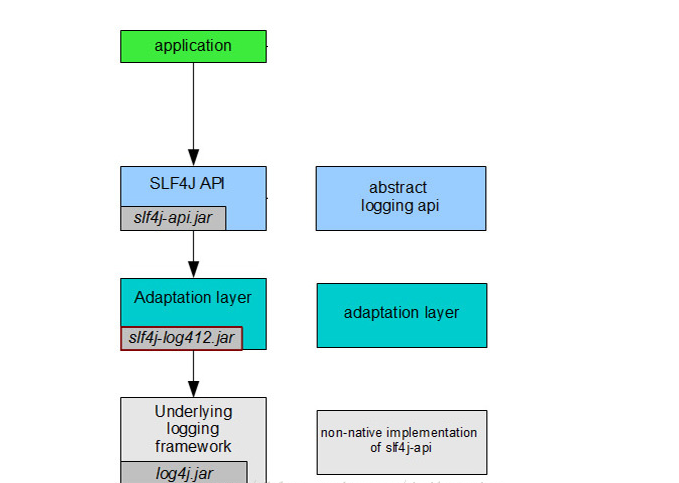 application
SLF4J API
slf4j-api.jar
abstract
logging api
Adaptation layer
slf4j-log412.jar
adaptation layer
Underlying
logging
framework
log4j.jar
non-native implementation
of slf4j-api